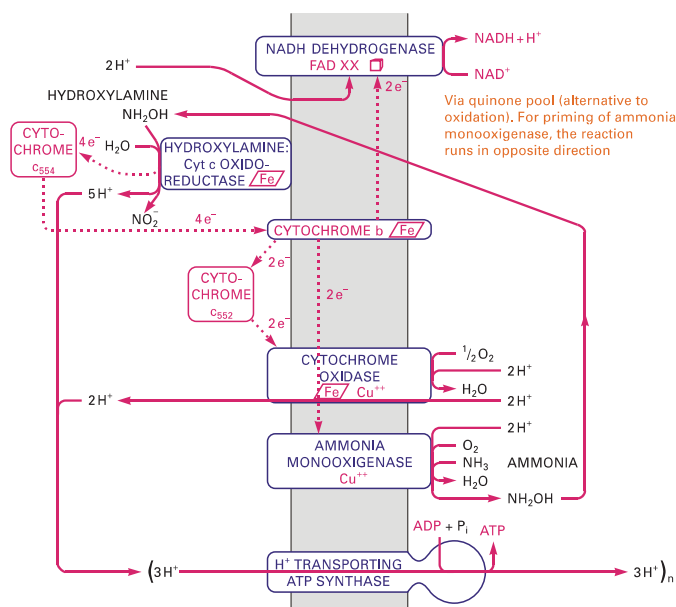 NADH DEHYDROGENASE
FAD XX
NADH + H⁺
NAD⁺
2H⁺
2e⁻
Via quinone pool (alternative to
oxidation). For priming of ammonia
monooxygenase, the reaction
runs in opposite direction
HYDROXYLAMINE
NH₂OH
CYTO-
CHROME
c₅₅₄
4e⁻
H₂O
HYDROXYLAMINE:
Cyt c OXIDO-
REDUCTASE Fe
5H⁺
NO₂⁻
4e⁻
CYTOCHROME b Fe
2e⁻
CYTO-
CHROME
c₅₅₂
2e⁻
2e⁻
CYTOCHROME
OXIDASE
Fe Cu⁺⁺
½O₂
2H⁺
H₂O
2H⁺
2H⁺
AMMONIA
MONOOXIGENASE
Cu⁺⁺
2H⁺
O₂
NH₃ AMMONIA
H₂O
NH₂OH
ADP + Pᵢ
ATP
(3H⁺
H⁺ TRANSPORTING
ATP SYNTHASE
3H⁺)ₙ